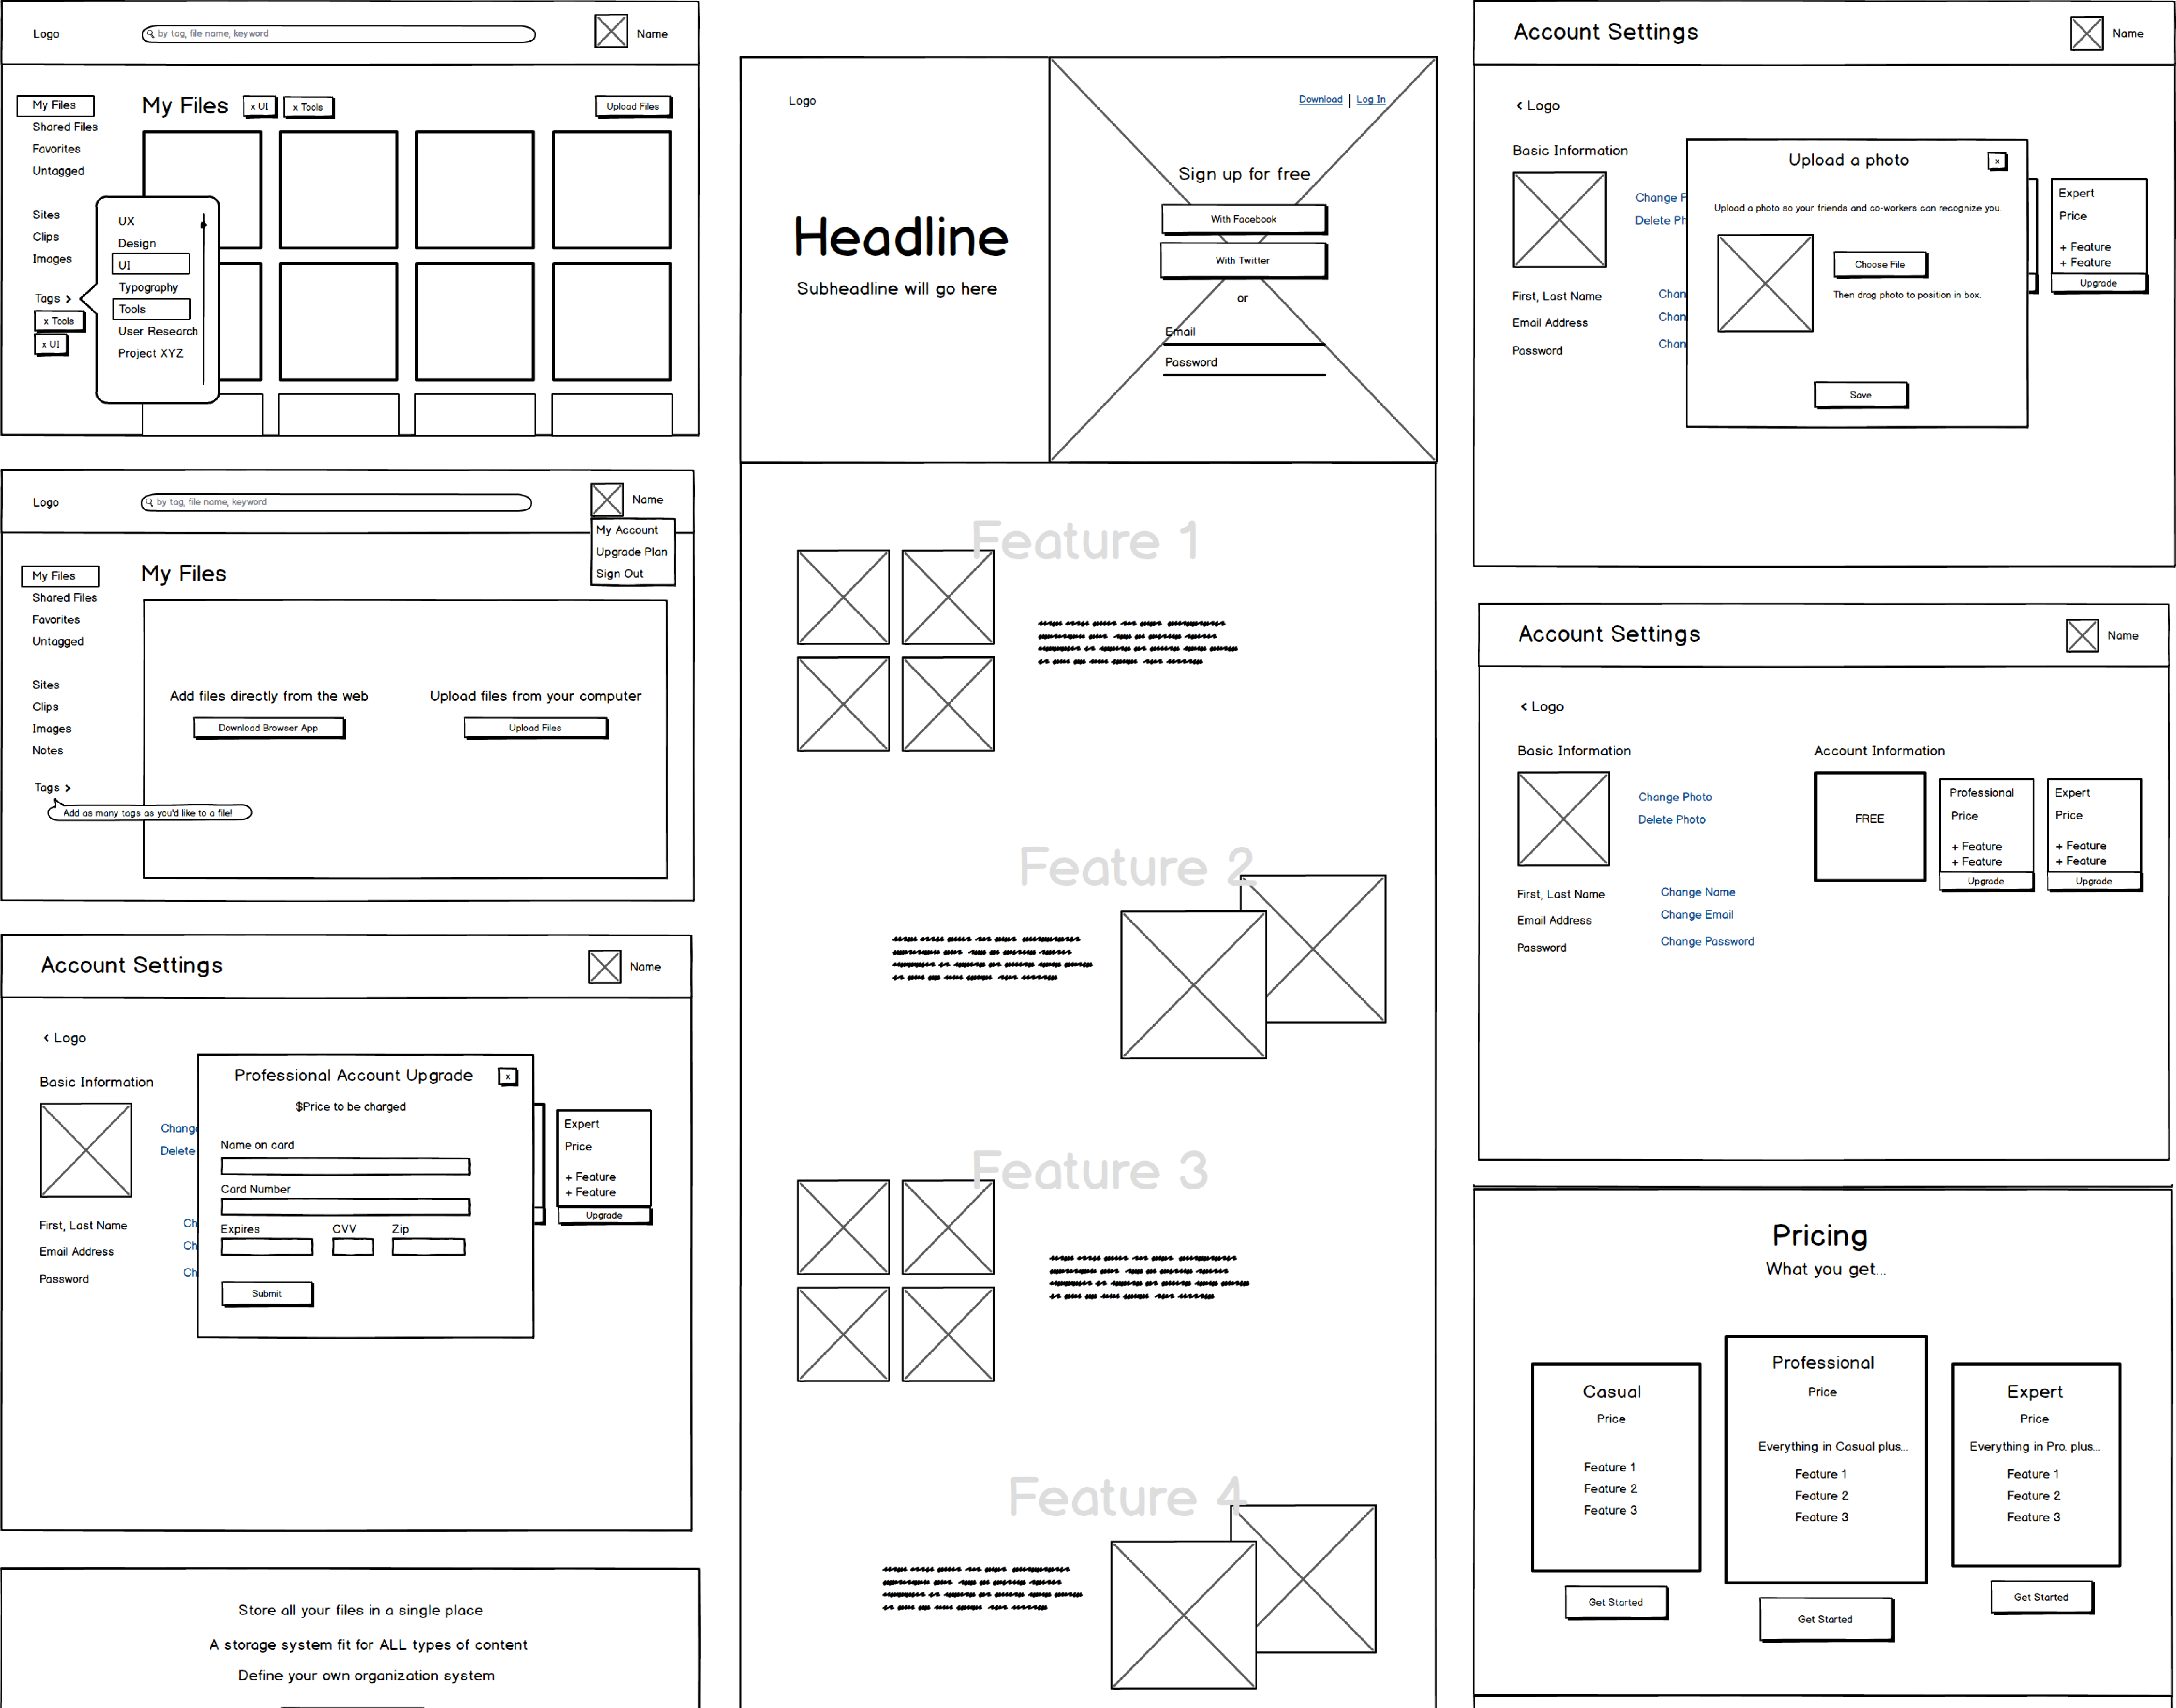 Logo
by tag, file name, keyword
Name
My Files
Shared Files
Favorites
Untagged
Sites
Clips
Images
Tags >
x Tools
x UI
My Files
x UI
x Tools
Upload Files
UX
Design
UI
Typography
Tools
User Research
Project XYZ
Logo
by tag, file name, keyword
Name
My Account
Upgrade Plan
Sign Out
My Files
Shared Files
Favorites
Untagged
Sites
Clips
Images
Notes
Tags >
Add as many tags as you'd like to a file!
My Files
Add files directly from the web
Download Browser App
Upload files from your computer
Upload Files
Account Settings
Name
< Logo
Basic Information
Change
Delete
First, Last Name
Ch
Email Address
Ch
Password
Ch
Professional Account Upgrade
x
$Price to be charged
Name on card
Card Number
Expires
CVV
Zip
Submit
Expert
Price
+ Feature
+ Feature
Upgrade
Store all your files in a single place
A storage system fit for ALL types of content
Define your own organization system
Logo
Download | Log In
Headline
Subheadline will go here
Sign up for free
With Facebook
With Twitter
or
Email
Password
Feature 1
Feature 2
Feature 3
Feature 4
Account Settings
Name
< Logo
Basic Information
Change P
Delete Ph
First, Last Name
Chan
Email Address
Chan
Password
Chan
Upload a photo
x
Upload a photo so your friends and co-workers can recognize you.
Choose File
Then drag photo to position in box.
Save
Expert
Price
+ Feature
+ Feature
Upgrade
Account Settings
Name
< Logo
Basic Information
Change Photo
Delete Photo
First, Last Name
Change Name
Email Address
Change Email
Password
Change Password
Account Information
FREE
Professional
Price
+ Feature
+ Feature
Upgrade
Expert
Price
+ Feature
+ Feature
Upgrade
Pricing
What you get...
Casual
Price
Feature 1
Feature 2
Feature 3
Get Started
Professional
Price
Everything in Casual plus...
Feature 1
Feature 2
Feature 3
Get Started
Expert
Price
Everything in Pro. plus...
Feature 1
Feature 2
Feature 3
Get Started